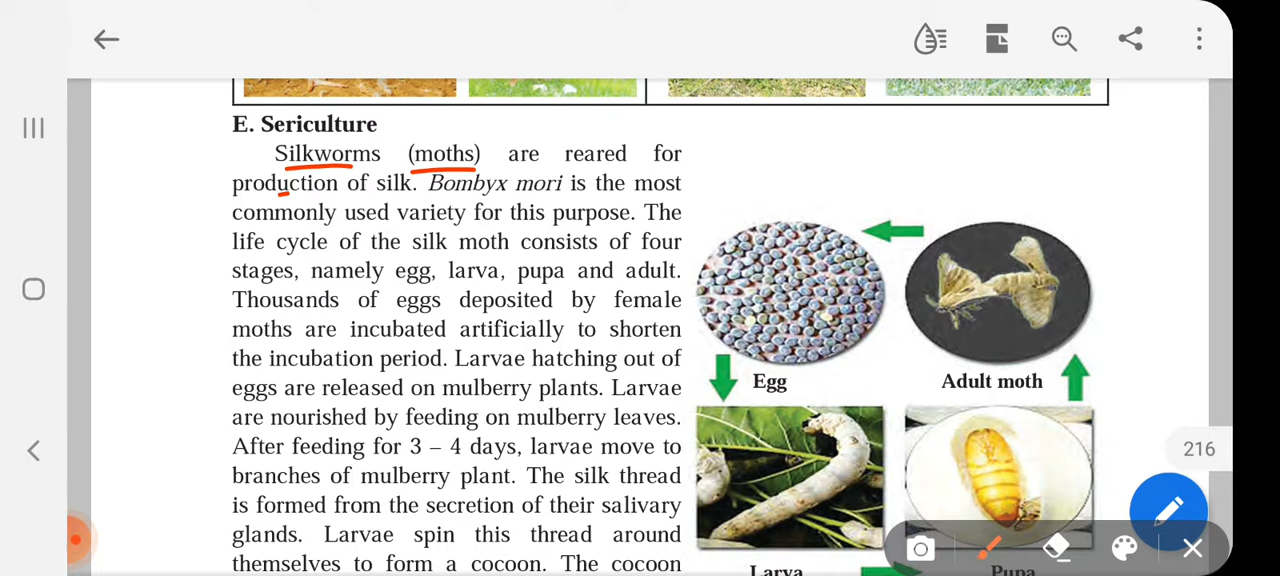 E. Sericulture
Silkworms (moths) are reared for
production of silk. Bombyx mori is the most
commonly used variety for this purpose. The
life cycle of the silk moth consists of four
stages, namely egg, larva, pupa and adult.
Thousands of eggs deposited by female
moths are incubated artificially to shorten
the incubation period. Larvae hatching out of
eggs are released on mulberry plants. Larvae
are nourished by feeding on mulberry leaves.
After feeding for 3 – 4 days, larvae move to
branches of mulberry plant. The silk thread
is formed from the secretion of their salivary
glands. Larvae spin this thread around
themselves to form a cocoon. The cocoon
Egg
Adult moth
Larva
Pupa
216